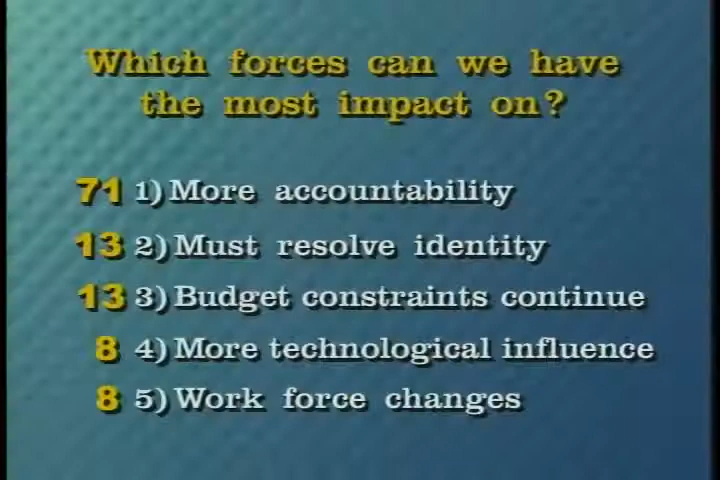 Which forces can we have
the most impact on?
71 1) More accountability
13 2) Must resolve identity
13 3) Budget constraints continue
8 4) More technological influence
8 5) Work force changes